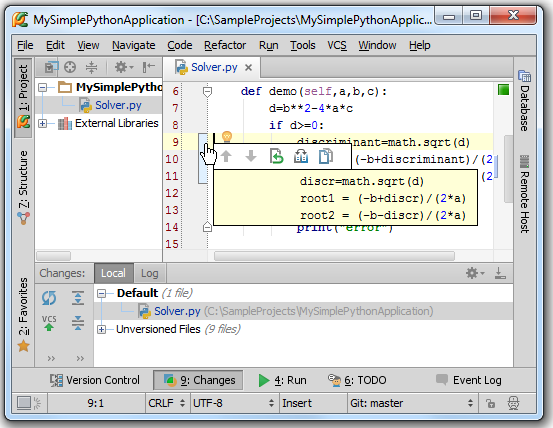 MySimplePythonApplication - [C:\SampleProjects\MySimplePythonApplic...
File Edit View Navigate Code Refactor Run Tools VCS Window Help
Solver.py
1: Project
7: Structure
2: Favorites
MySimplePytho
Solver.py
External Libraries
6 def demo(self,a,b,c):
7 d=b**2-4*a*c
8 if d>=0:
9 discriminant=math.sqrt(d)
10 (-b+discriminant)/(2
11 (2
12
13
14 print("error")
15
discr=math.sqrt(d)
root1 = (-b+discr)/(2*a)
root2 = (-b-discr)/(2*a)
Database
Remote Host
Changes: Local Log
Default (1 file)
Solver.py (C:\SampleProjects\MySimplePythonApplication)
Unversioned Files (9 files)
VCS
Version Control 9: Changes 4: Run 6: TODO Event Log
9:1 CRLF UTF-8 Insert Git: master